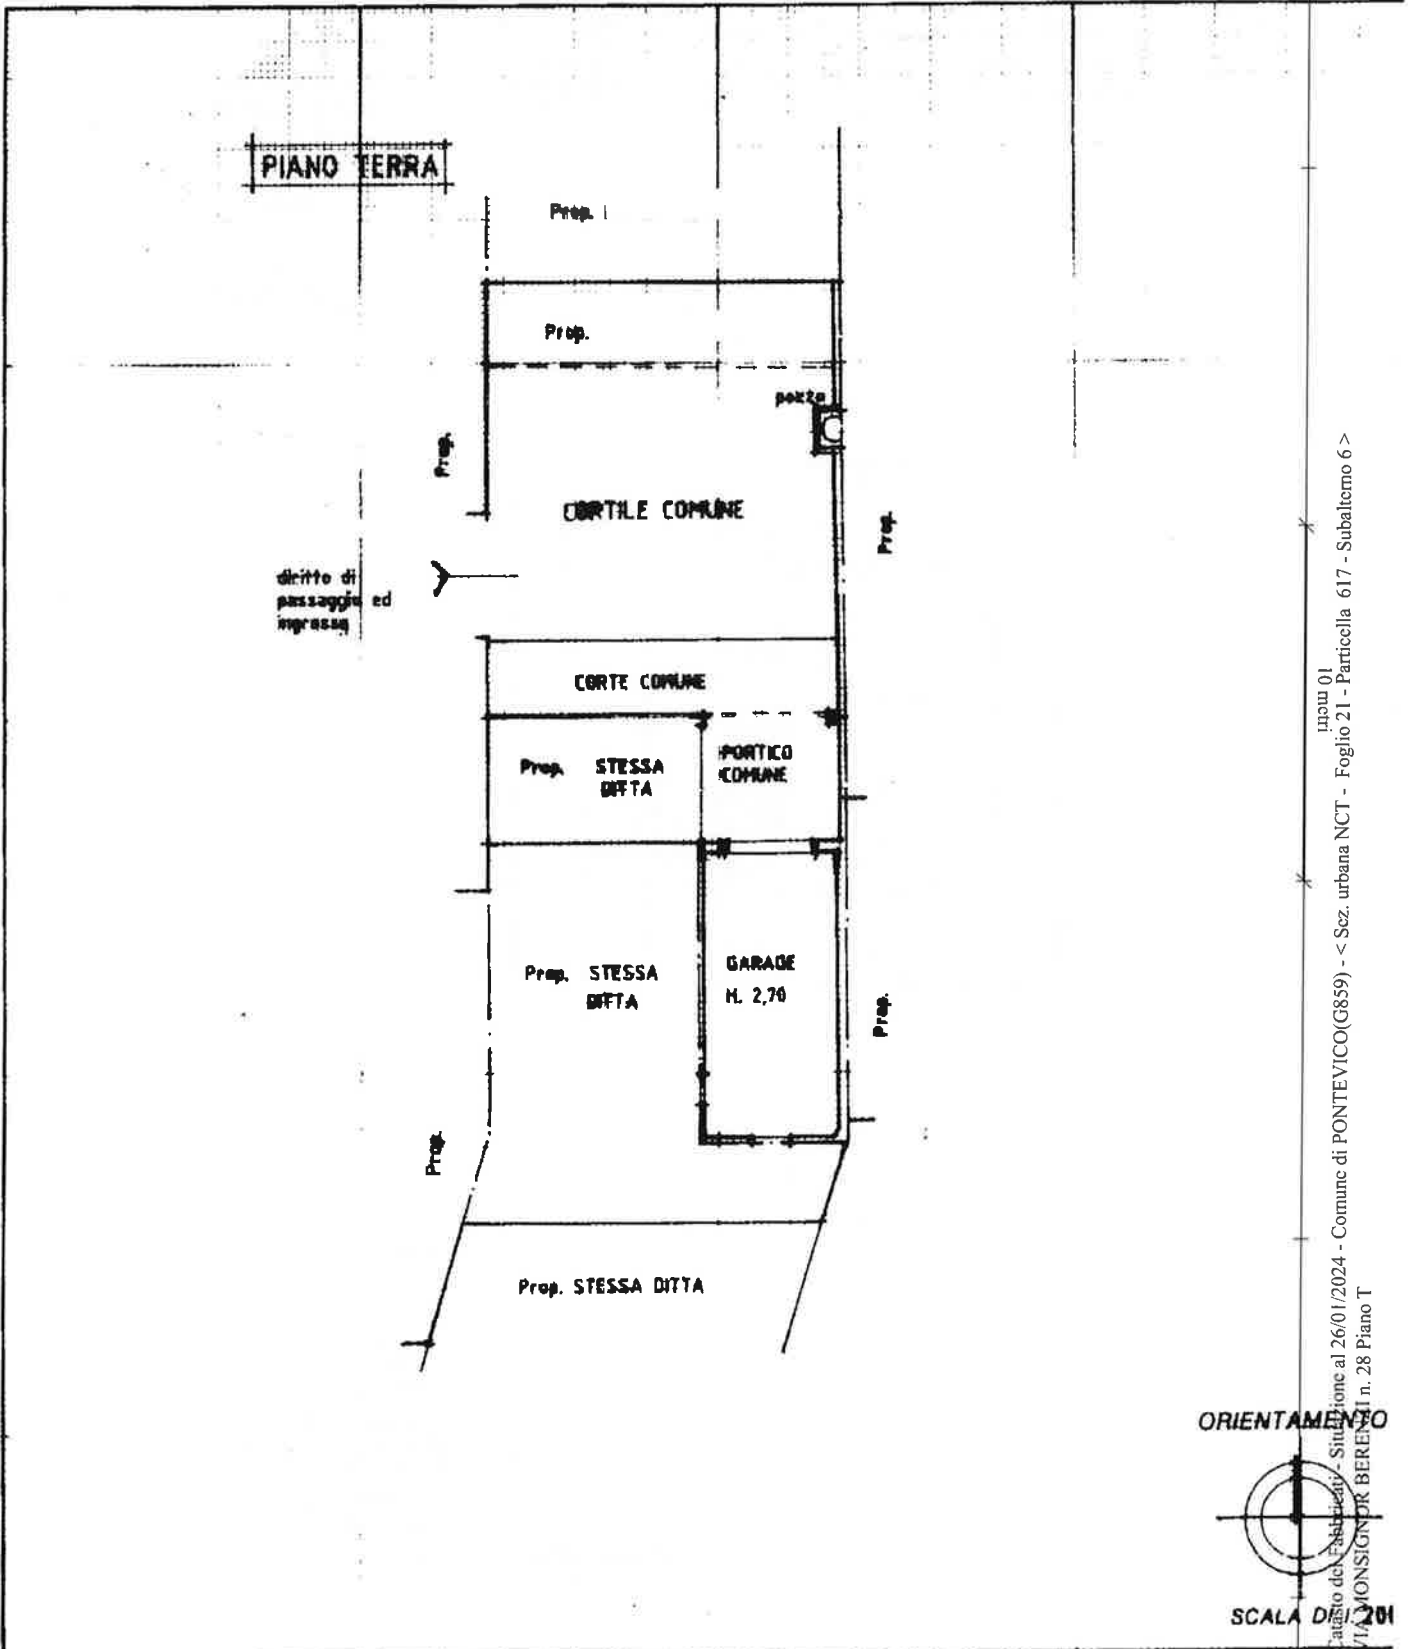 PIANO TERRA
Prop.
Prop.
pozzo
Prop.
CORTILE COMUNE
Prop.
diritto di
passaggio ed
ingresso
CORTE COMUNE
Prop. STESSA
DITTA
PORTICO
COMUNE
Prop. STESSA
DITTA
GARAGE
H. 2,70
Prop.
Prop.
Prop. STESSA DITTA
ORIENTAMENTO
SCALA DI 1: 200
10 metri
Catasto dei Fabbricati - Situazione al 26/01/2024 - Comune di PONTEVICO(G859) - < Sez. urbana NCT - Foglio 21 - Particella 617 - Subalterno 6 >
VIA MONSIGNOR BERENZI n. 28 Piano T